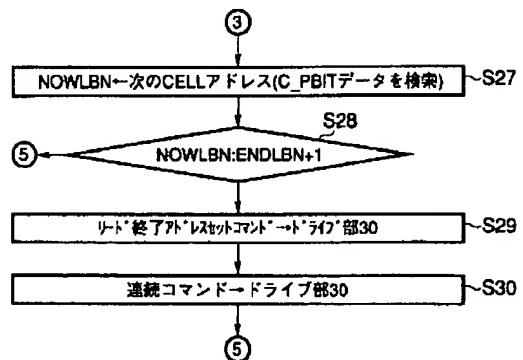 ③
NOWLBN←次のCELLアドレス(C_PBITデータを検索) S27
S28
⑤ NOWLBN:ENDLBN+1
ﾘｰﾄﾞ終了ｱﾄﾞﾚｽｾｯﾄｺﾏﾝﾄﾞ→ﾄﾞﾗｲﾌﾞ部30 S29
連続コマンド→ドライブ部30 S30
⑤